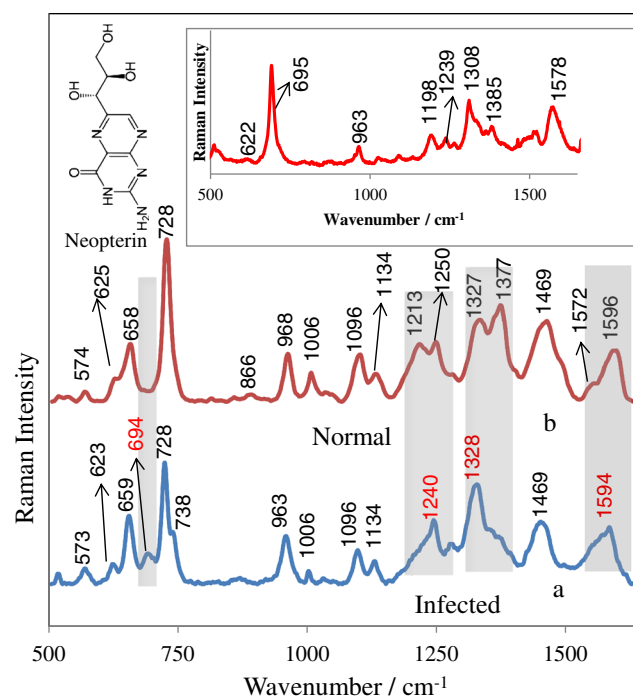 OH
HO
OH
OH
N
N
O
N
NH
N
H₂N
Neopterin
Raman Intensity
695
622
963
1198
1239
1308
1385
1578
500
1000
1500
Wavenumber / cm⁻¹
Raman Intensity
574
625
658
728
866
968
1006
1096
1134
1213
1250
1327
1377
1469
1572
1596
Normal
b
573
623
659
694
728
738
963
1006
1096
1134
1240
1328
1469
1594
Infected
a
500
750
1000
1250
1500
Wavenumber / cm⁻¹